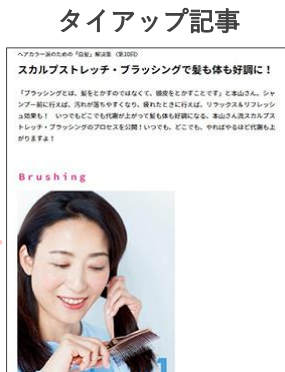 タイアップ記事
ヘアカラー派のための「白髪」解決策 〈第10回〉
スカルプストレッチ・ブラッシングで髪も体も好調に！
「ブラッシングとは、髪をとかすのではなくて、頭皮をとかすことです」と本山さん。シャ
ンプー前に行えば、汚れが落ちやすくなり、疲れたときに行えば、リラックス＆リフレッシ
ュ効果も！　いつでもどこでも代謝が上がって髪も体も好調になる、本山さん流スカルプス
トレッチ・ブラッシングのプロセスを公開！いつでも、どこでも、やればやるほど代謝も上
がりますよ！
Brushing
1